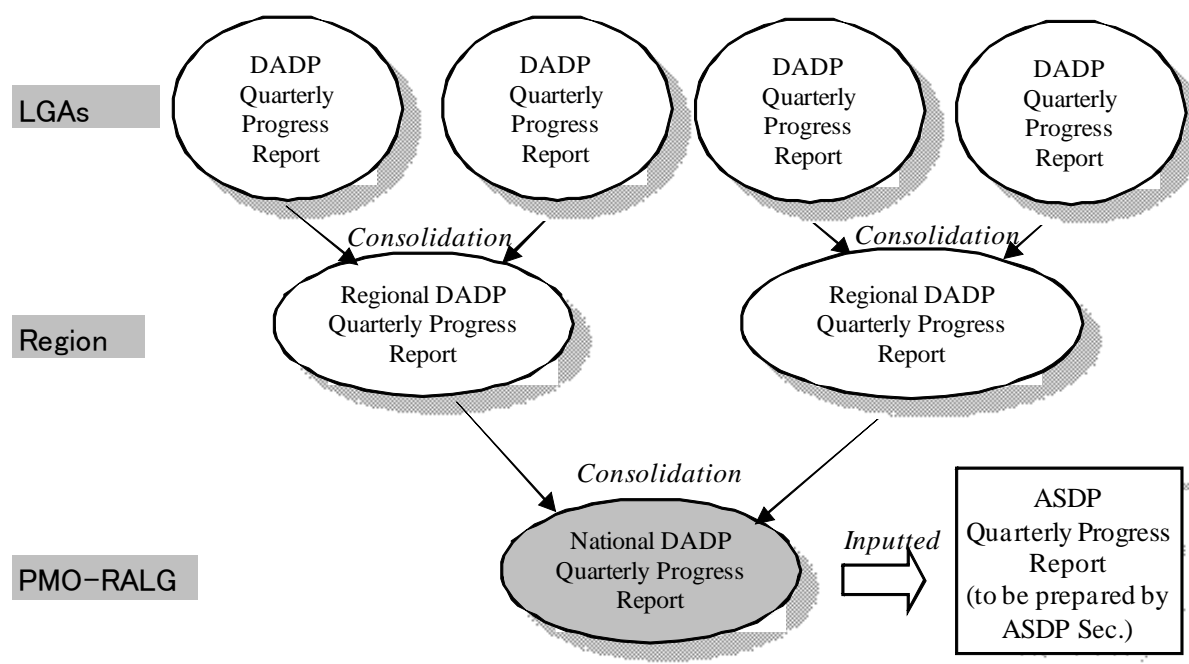 LGAs
DADP
Quarterly
Progress
Report
DADP
Quarterly
Progress
Report
DADP
Quarterly
Progress
Report
DADP
Quarterly
Progress
Report
Consolidation
Consolidation
Region
Regional DADP
Quarterly Progress
Report
Regional DADP
Quarterly Progress
Report
Consolidation
PMO-RALG
National DADP
Quarterly Progress
Report
Inputted
ASDP
Quarterly Progress
Report
(to be prepared by
ASDP Sec.)